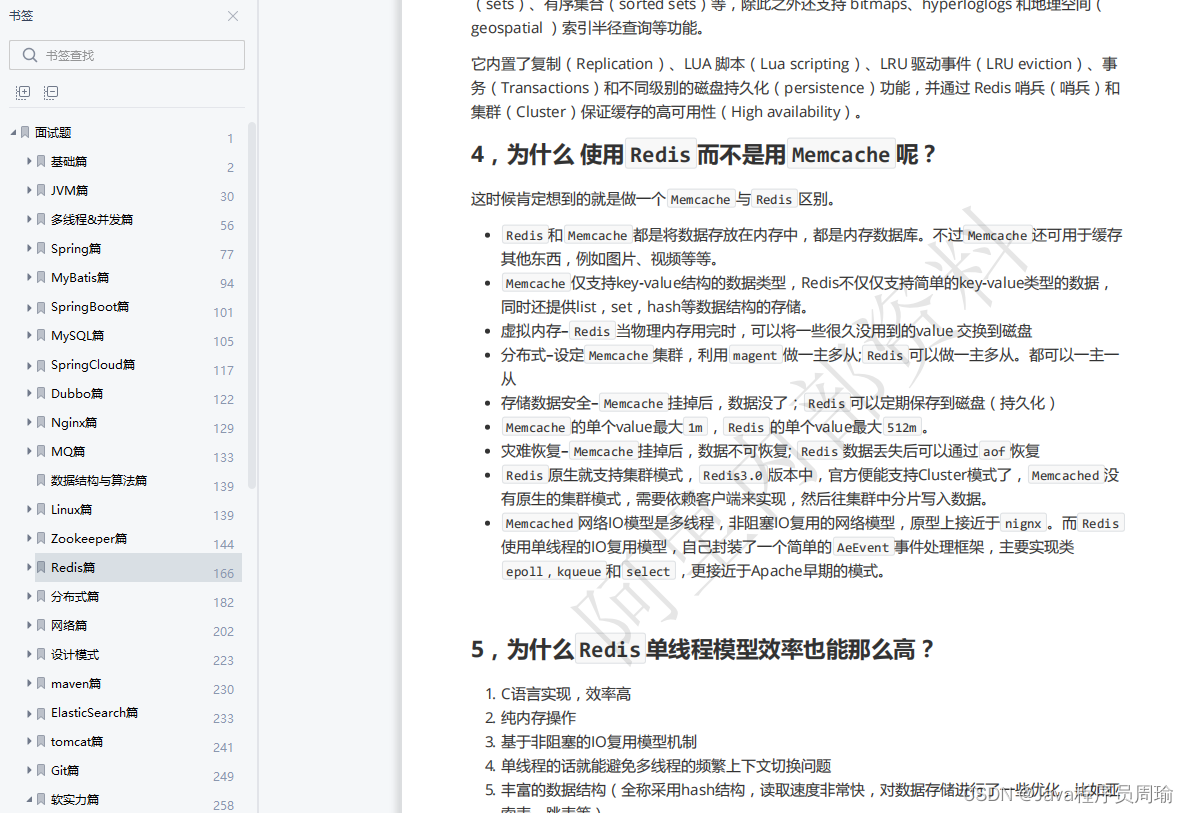 书签
书签查找
面试题 1
基础篇 2
JVM篇 30
多线程&并发篇 56
Spring篇 77
MyBatis篇 94
SpringBoot篇 101
MySQL篇 105
SpringCloud篇 117
Dubbo篇 122
Nginx篇 129
MQ篇 133
数据结构与算法篇 139
Linux篇 139
Zookeeper篇 144
Redis篇 166
分布式篇 182
网络篇 202
设计模式 223
maven篇 230
ElasticSearch篇 233
tomcat篇 241
Git篇 249
软实力篇 258
（sets）、有序集合（sorted sets）等，除此之外还支持 bitmaps、hyperloglogs 和地理空间（
geospatial ）索引半径查询等功能。
它内置了复制（Replication）、LUA 脚本（Lua scripting）、LRU 驱动事件（LRU eviction）、事
务（Transactions）和不同级别的磁盘持久化（persistence）功能，并通过 Redis 哨兵（哨兵）和
集群（Cluster）保证缓存的高可用性（High availability）。
4，为什么 使用 Redis 而不是用 Memcache 呢？
这时候肯定想到的就是做一个 Memcache 与 Redis 区别。
• Redis 和 Memcache 都是将数据存放在内存中，都是内存数据库。不过 Memcache 还可用于缓存
其他东西，例如图片、视频等等。
• Memcache 仅支持key-value结构的数据类型，Redis不仅仅支持简单的key-value类型的数据，
同时还提供list，set，hash等数据结构的存储。
• 虚拟内存– Redis 当物理内存用完时，可以将一些很久没用到的value 交换到磁盘
• 分布式–设定 Memcache 集群，利用 magent 做一主多从; Redis 可以做一主多从。都可以一主一
从
• 存储数据安全– Memcache 挂掉后，数据没了； Redis 可以定期保存到磁盘（持久化）
• Memcache 的单个value最大 1m ， Redis 的单个value最大 512m 。
• 灾难恢复– Memcache 挂掉后，数据不可恢复; Redis 数据丢失后可以通过 aof 恢复
• Redis 原生就支持集群模式， Redis3.0 版本中，官方便能支持Cluster模式了， Memcached 没
有原生的集群模式，需要依赖客户端来实现，然后往集群中分片写入数据。
• Memcached 网络IO模型是多线程，非阻塞IO复用的网络模型，原型上接近于 nignx 。而 Redis
使用单线程的IO复用模型，自己封装了一个简单的 AeEvent 事件处理框架，主要实现类
epoll，kqueue 和 select ，更接近于Apache早期的模式。
阿里内部资料
5，为什么 Redis 单线程模型效率也能那么高？
1. C语言实现，效率高
2. 纯内存操作
3. 基于非阻塞的IO复用模型机制
4. 单线程的话就能避免多线程的频繁上下文切换问题
5. 丰富的数据结构（全称采用hash结构，读取速度非常快，对数据存储进行了一些优化，比如亚
CSDN @Java程序员周瑜